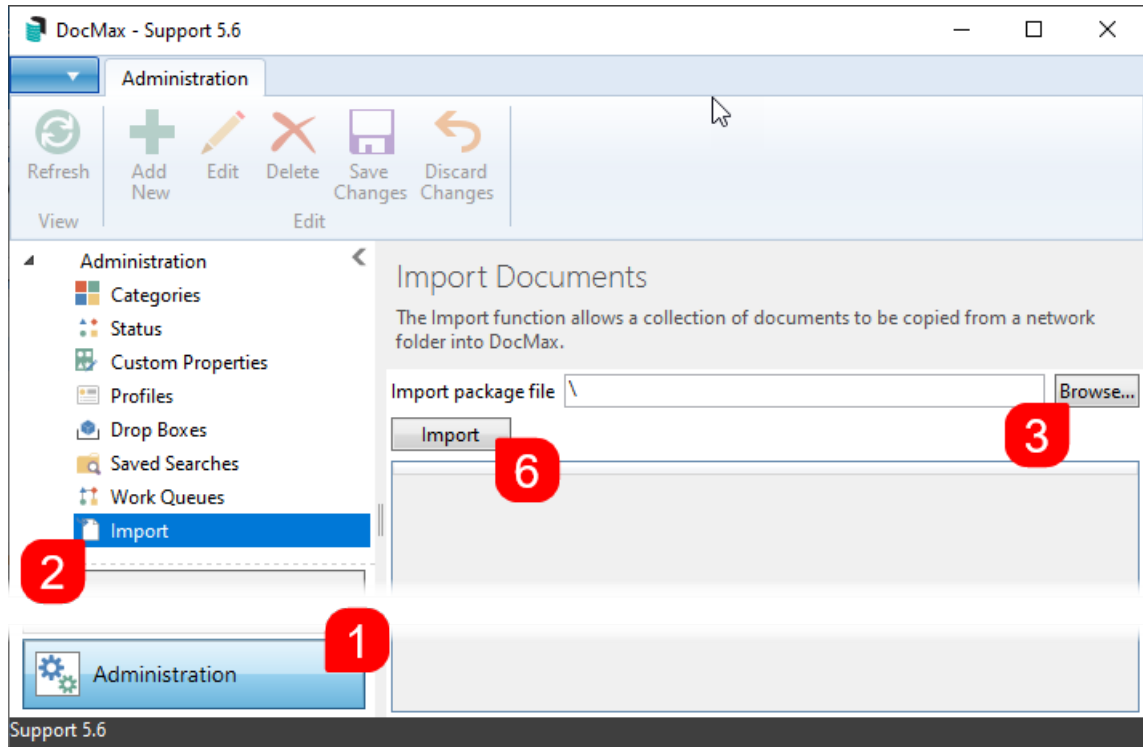 DocMax - Support 5.6
Administration
Refresh
Add
New
Edit
Delete
Save
Changes
Discard
Changes
View
Edit
Administration
Categories
Status
Custom Properties
Profiles
Drop Boxes
Saved Searches
Work Queues
Import
2
1
Administration
Import Documents
The Import function allows a collection of documents to be copied from a network
folder into DocMax.
Import package file \ Browse...
3
Import
6
Support 5.6